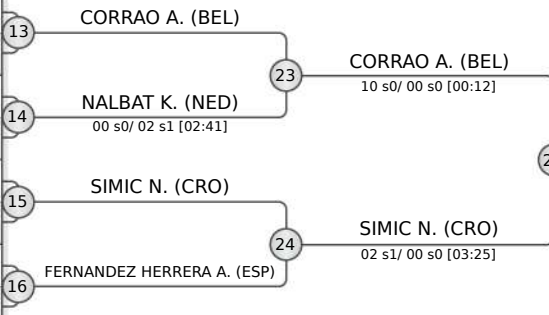 13
CORRAO A. (BEL)
23
CORRAO A. (BEL)
10 s0/ 00 s0 [00:12]
14
NALBAT K. (NED)
00 s0/ 02 s1 [02:41]
15
SIMIC N. (CRO)
24
SIMIC N. (CRO)
02 s1/ 00 s0 [03:25]
16
FERNANDEZ HERRERA A. (ESP)